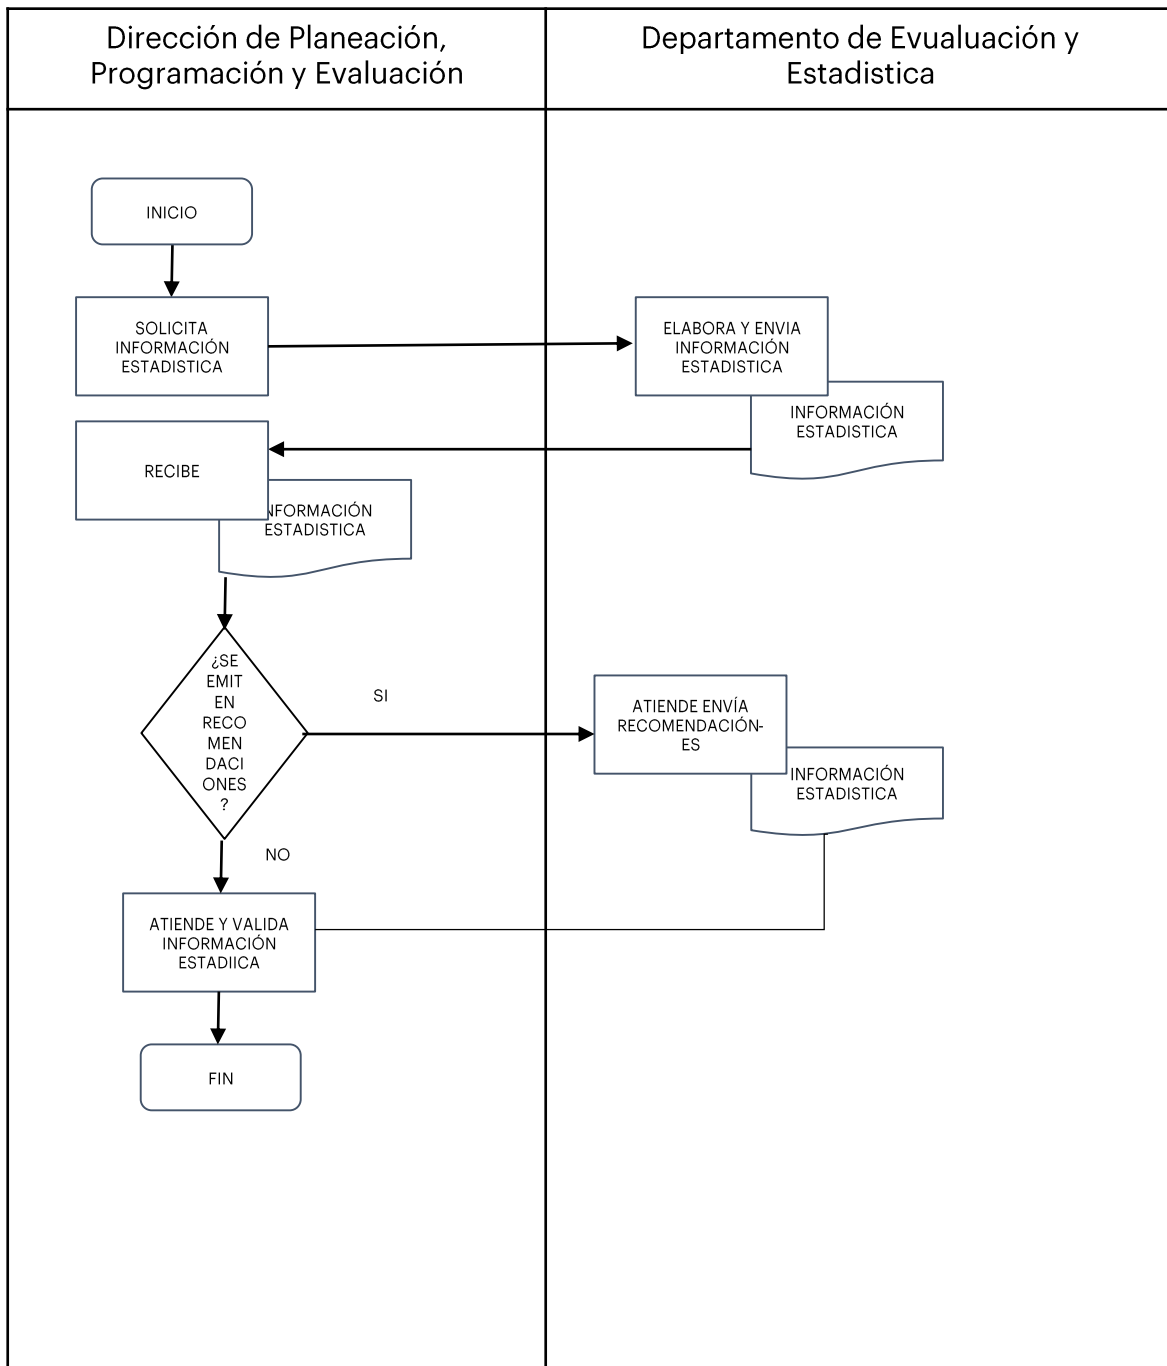 Dirección de Planeación,
Programación y Evaluación
Departamento de Evualuación y
Estadistica
INICIO
SOLICITA
INFORMACIÓN
ESTADISTICA
ELABORA Y ENVIA
INFORMACIÓN
ESTADISTICA
INFORMACIÓN
ESTADISTICA
RECIBE
NFORMACIÓN
ESTADISTICA
¿SE
EMIT
EN
RECO
MEN
DACI
ONES
?
SI
ATIENDE ENVÍA
RECOMENDACIÓN-
ES
INFORMACIÓN
ESTADISTICA
NO
ATIENDE Y VALIDA
INFORMACIÓN
ESTADIICA
FIN